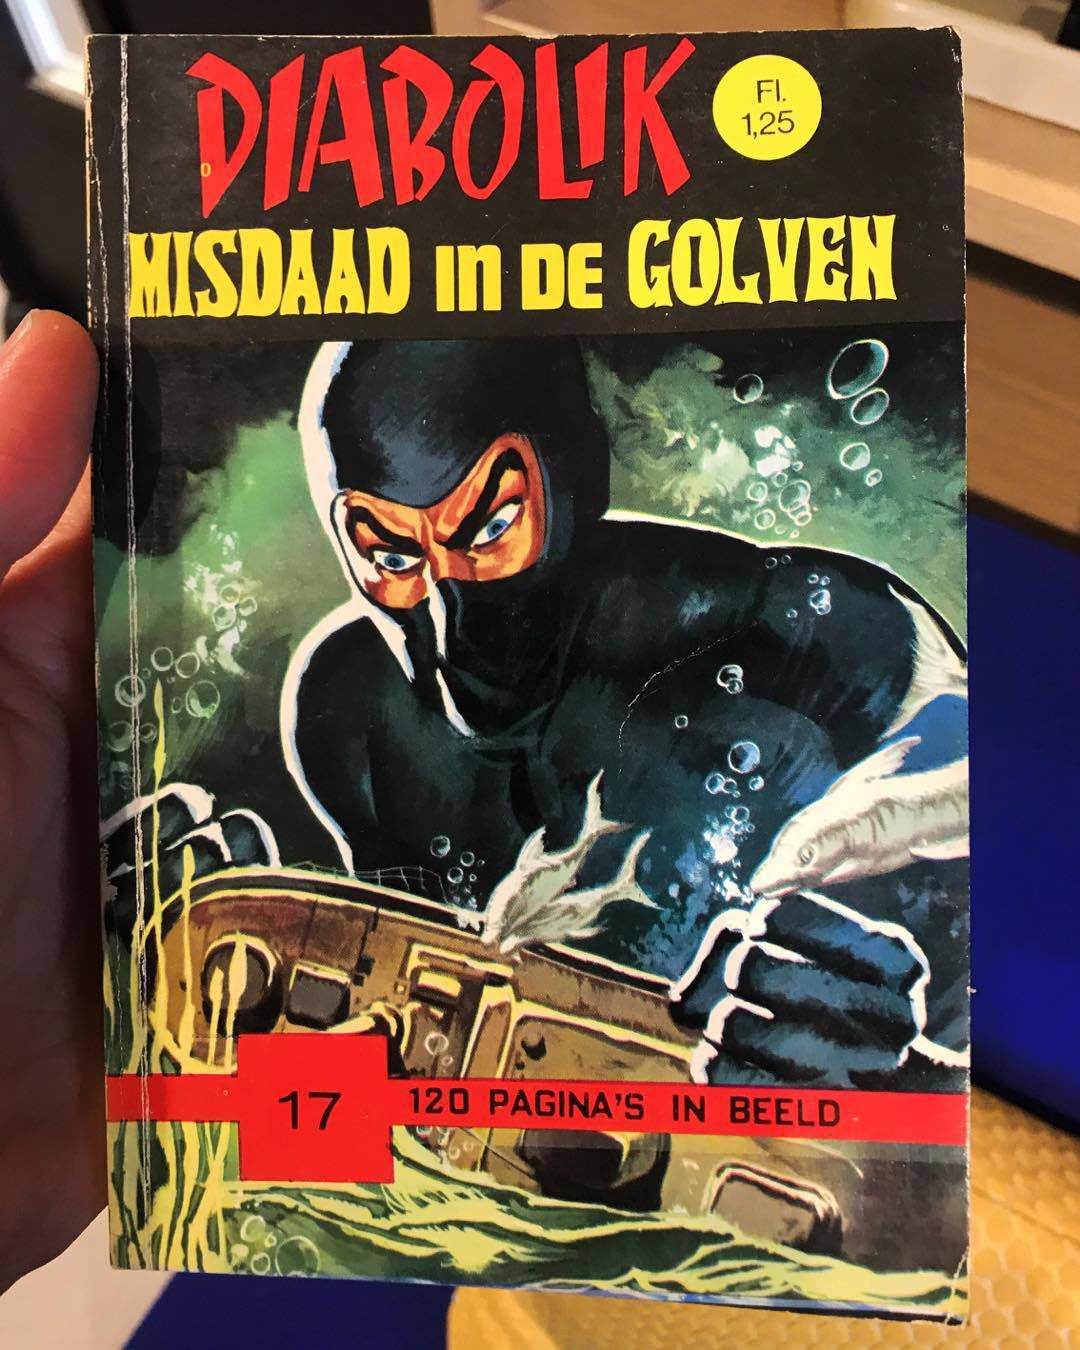 DIABOLIK
Fl.
1,25
MISDAAD in DE GOLVEN
17
120 PAGINA'S IN BEELD